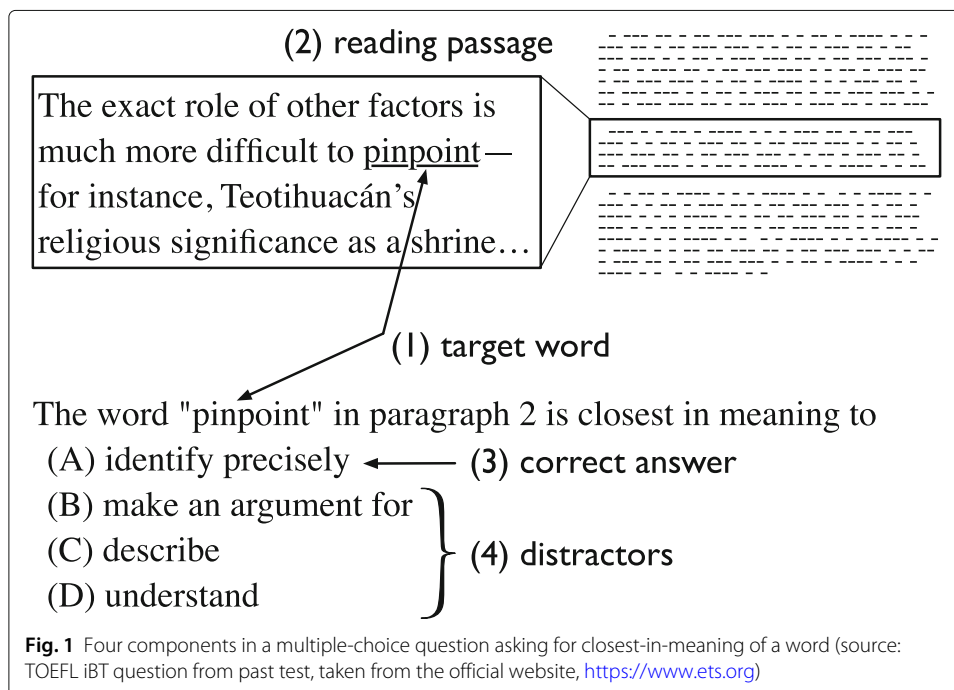 (2) reading passage
The exact role of other factors is
much more difficult to pinpoint—
for instance, Teotihuacán's
religious significance as a shrine...
(1) target word
The word "pinpoint" in paragraph 2 is closest in meaning to
(A) identify precisely
(3) correct answer
(B) make an argument for
(C) describe
(D) understand
(4) distractors
Fig. 1 Four components in a multiple-choice question asking for closest-in-meaning of a word (source:
TOEFL iBT question from past test, taken from the official website, https://www.ets.org)